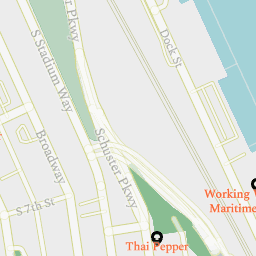 Pkwy
Dock St
S Stadium Way
Schuster Pkwy
Broadway
S 7th St
Working
Maritime
Thai Pepper